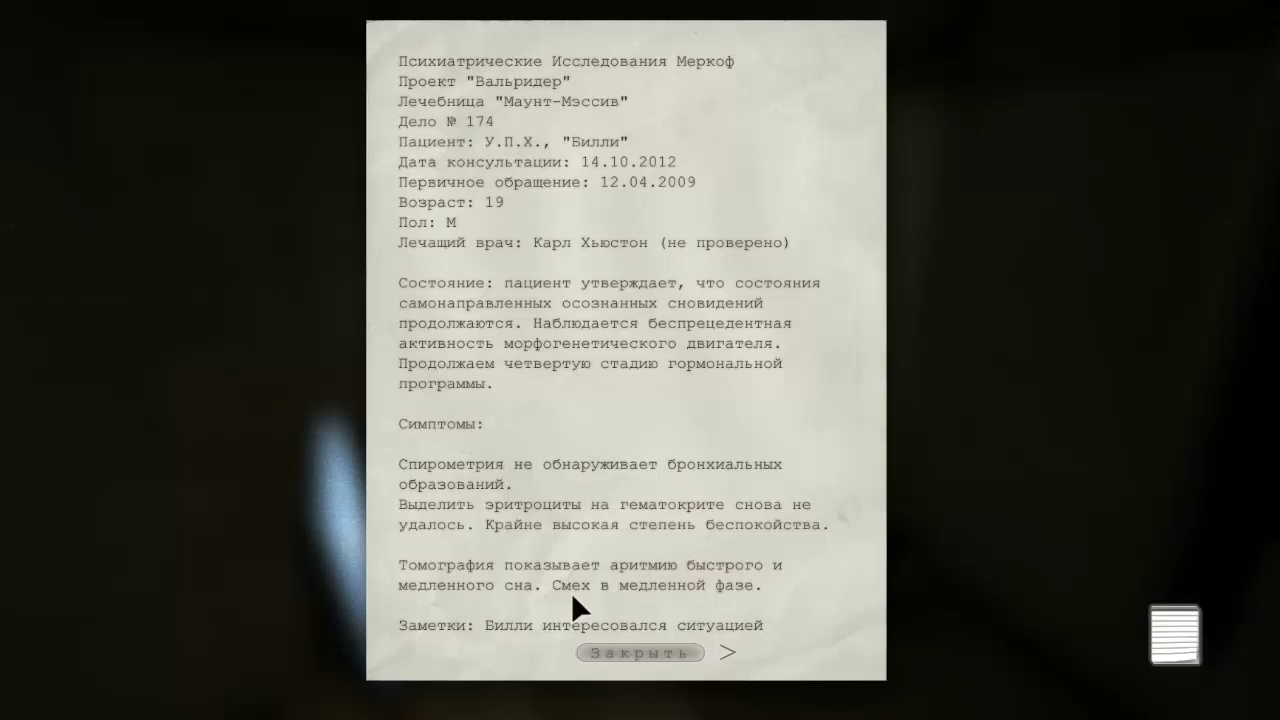 Психиатрические Исследования Меркоф
Проект "Вальридер"
Лечебница "Маунт-Мэссив"
Дело № 174
Пациент: У.П.Х., "Билли"
Дата консультации: 14.10.2012
Первичное обращение: 12.04.2009
Возраст: 19
Пол: М
Лечащий врач: Карл Хьюстон (не проверено)
Состояние: пациент утверждает, что состояния
самонаправленных осознанных сновидений
продолжаются. Наблюдается беспрецедентная
активность морфогенетического двигателя.
Продолжаем четвертую стадию гормональной
программы.
Симптомы:
Спирометрия не обнаруживает бронхиальных
образований.
Выделить эритроциты на гематокрите снова не
удалось. Крайне высокая степень беспокойства.
Томография показывает аритмию быстрого и
медленного сна. Смех в медленной фазе.
Заметки: Билли интересовался ситуацией
Закрыть >